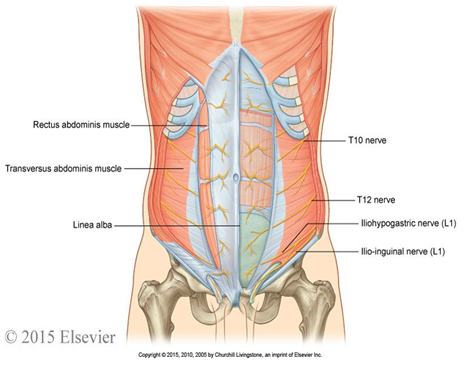 Rectus abdominis muscle
T10 nerve
Transversus abdominis muscle
T12 nerve
Linea alba
Iliohypogastric nerve (L1)
Ilio-inguinal nerve (L1)
© 2015 Elsevier
Copyright © 2015, 2010, 2005 by Churchill Livingstone, an imprint of Elsevier Inc.